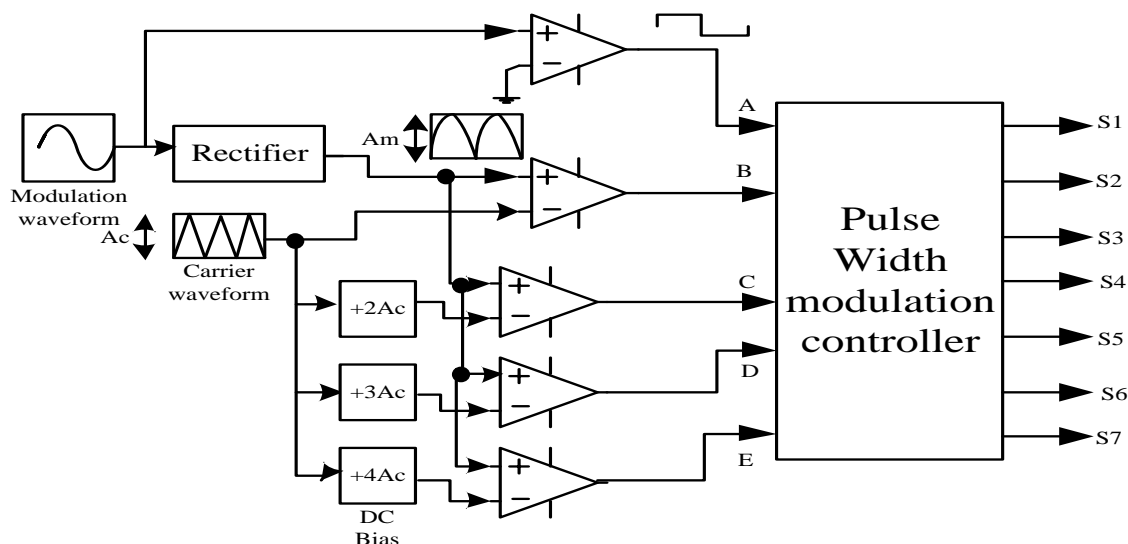 A
S1
Am
Rectifier
B
S2
Modulation
waveform
Ac
Pulse
Width
modulation
controller
S3
Carrier
waveform
C
S4
+2Ac
S5
+3Ac
D
S6
S7
E
+4Ac
DC
Bias
+
−
+
−
+
−
+
−
+
−